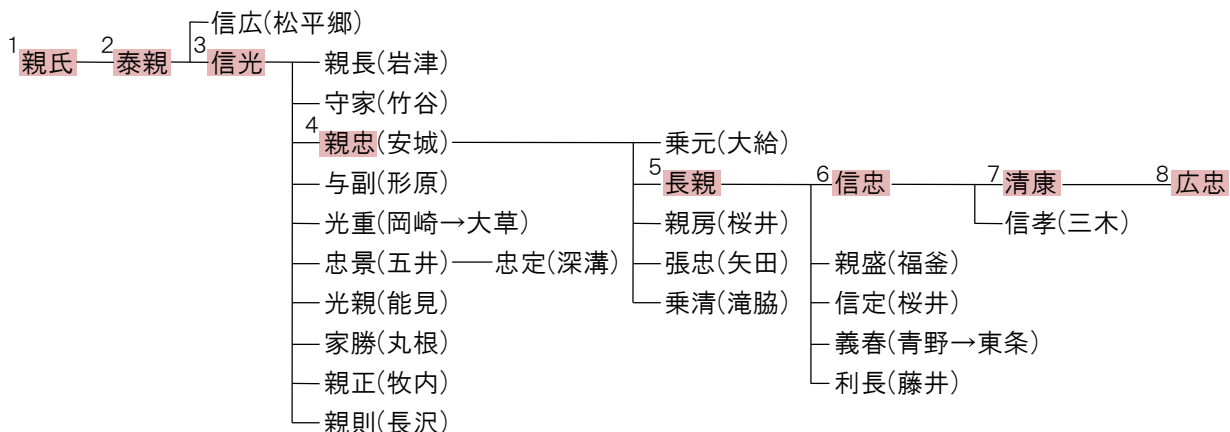 信広(松平郷)
1親氏 2泰親 3信光 親長(岩津)
守家(竹谷)
4親忠(安城) 乗元(大給)
与副(形原) 5長親 6信忠 7清康 8広忠
光重(岡崎→大草) 親房(桜井) 信孝(三木)
忠景(五井) 忠定(深溝) 張忠(矢田) 親盛(福釜)
光親(能見) 乗清(滝脇) 信定(桜井)
家勝(丸根) 義春(青野→東条)
親正(牧内) 利長(藤井)
親則(長沢)